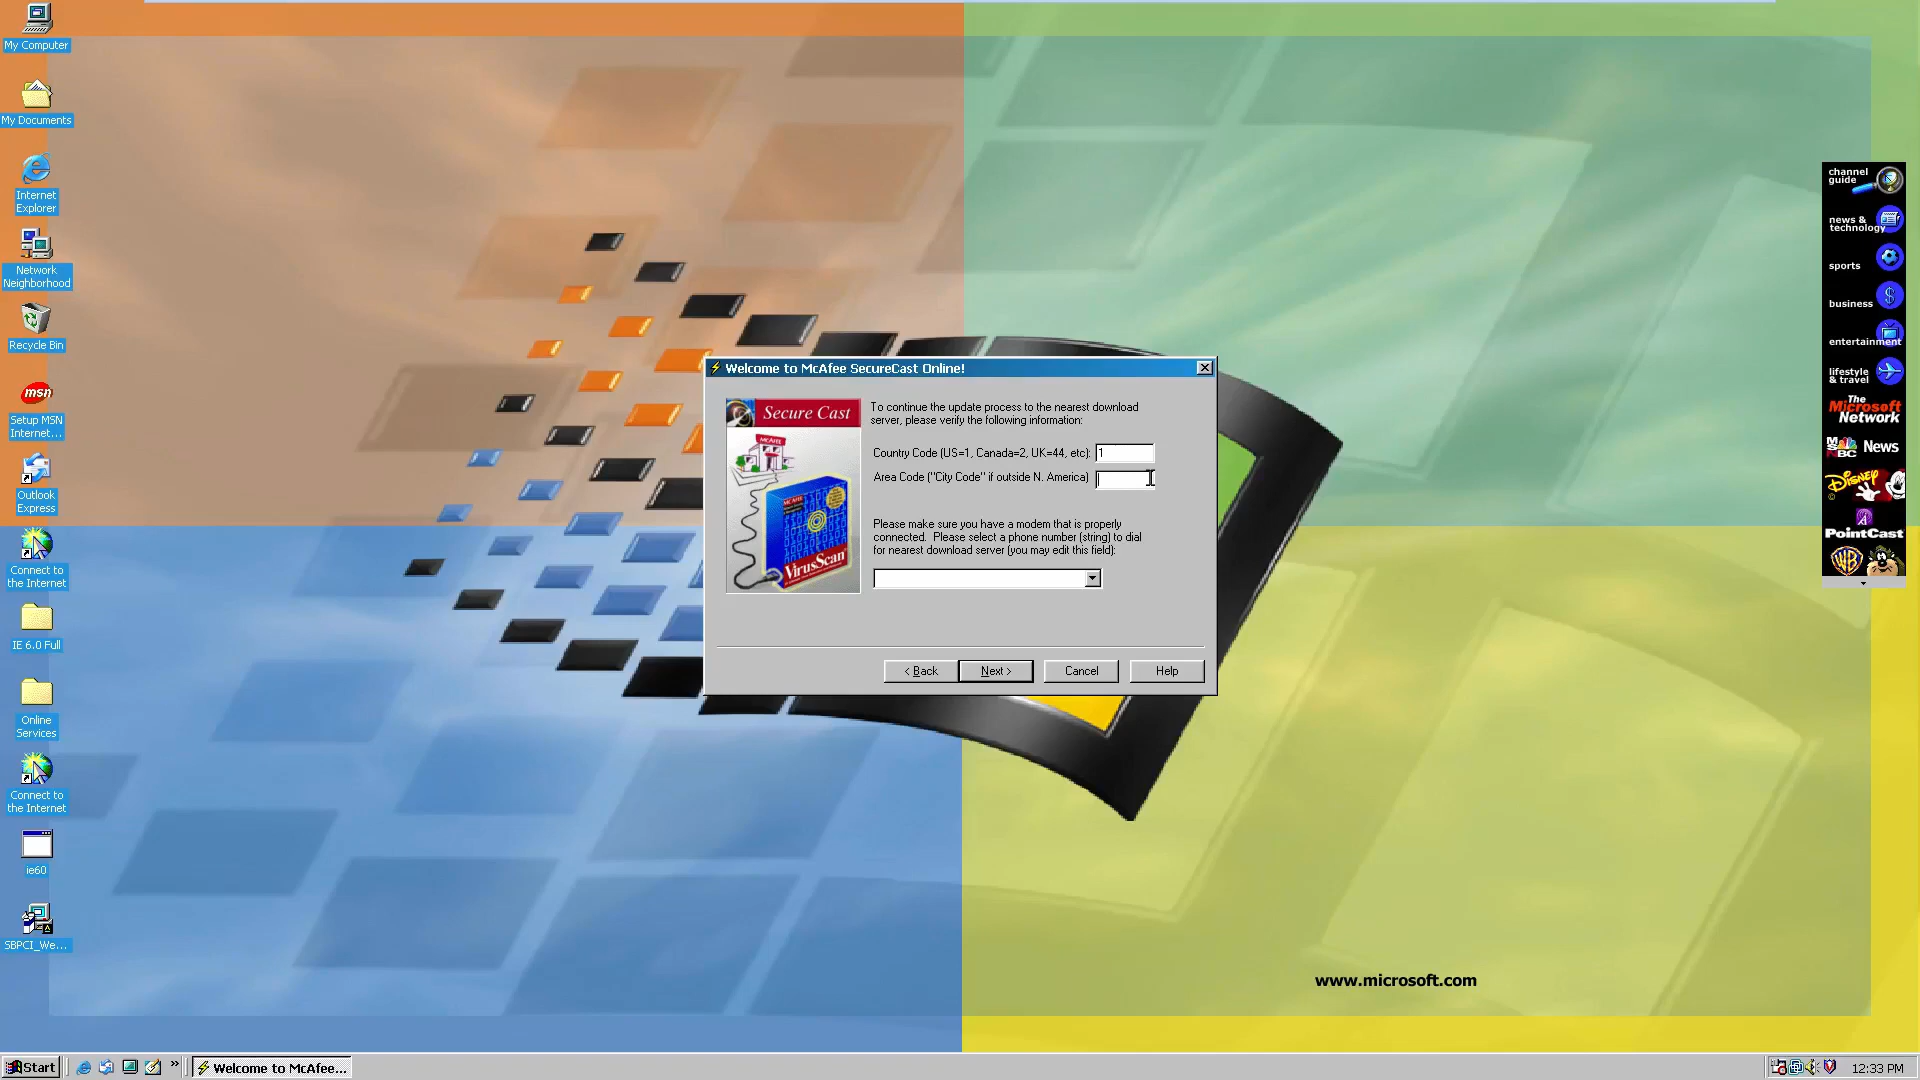 My Computer
My Documents
Internet
Explorer
Network
Neighborhood
Recycle Bin
msn
Setup MSN
Internet...
Outlook
Express
Connect to
the Internet
IE 6.0 Full
Online
Services
Connect to
the Internet
ie60
SBPCI_We...
Welcome to McAfee SecureCast Online!
Secure Cast
MCAFEE
VirusScan
To continue the update process to the nearest download
server, please verify the following information:
Country Code (US=1, Canada=2, UK=44, etc): 1
Area Code ("City Code" if outside N. America)
Please make sure you have a modem that is properly
connected. Please select a phone number (string) to dial
for nearest download server (you may edit this field):
< Back
Next >
Cancel
Help
channel
guide
news &
technology
sports
business
entertainment
lifestyle
& travel
The
Microsoft
Network
MSNBC News
Disney
PointCast
WB
www.microsoft.com
Start
Welcome to McAfee...
12:33 PM